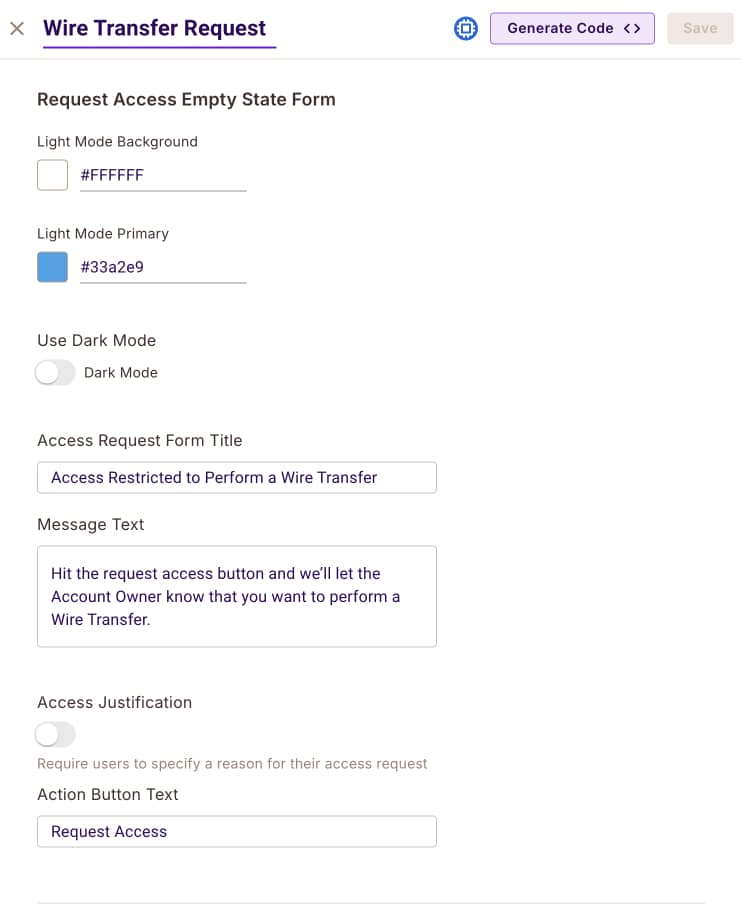 Wire Transfer Request
Generate Code <>
Save
Request Access Empty State Form
Light Mode Background
#FFFFFF
Light Mode Primary
#33a2e9
Use Dark Mode
Dark Mode
Access Request Form Title
Access Restricted to Perform a Wire Transfer
Message Text
Hit the request access button and we’ll let the
Account Owner know that you want to perform a
Wire Transfer.
Access Justification
Require users to specify a reason for their access request
Action Button Text
Request Access